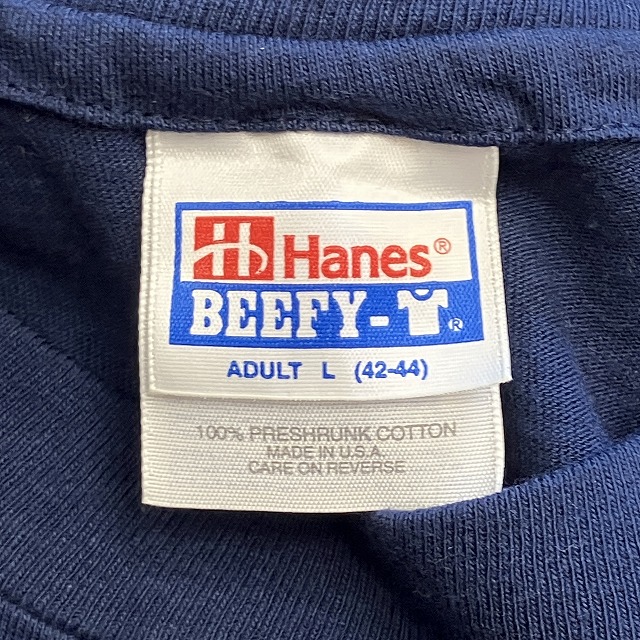 H Hanes®
BEEFY-T®
ADULT L (42-44)
100% PRESHRUNK COTTON
MADE IN U.S.A.
CARE ON REVERSE